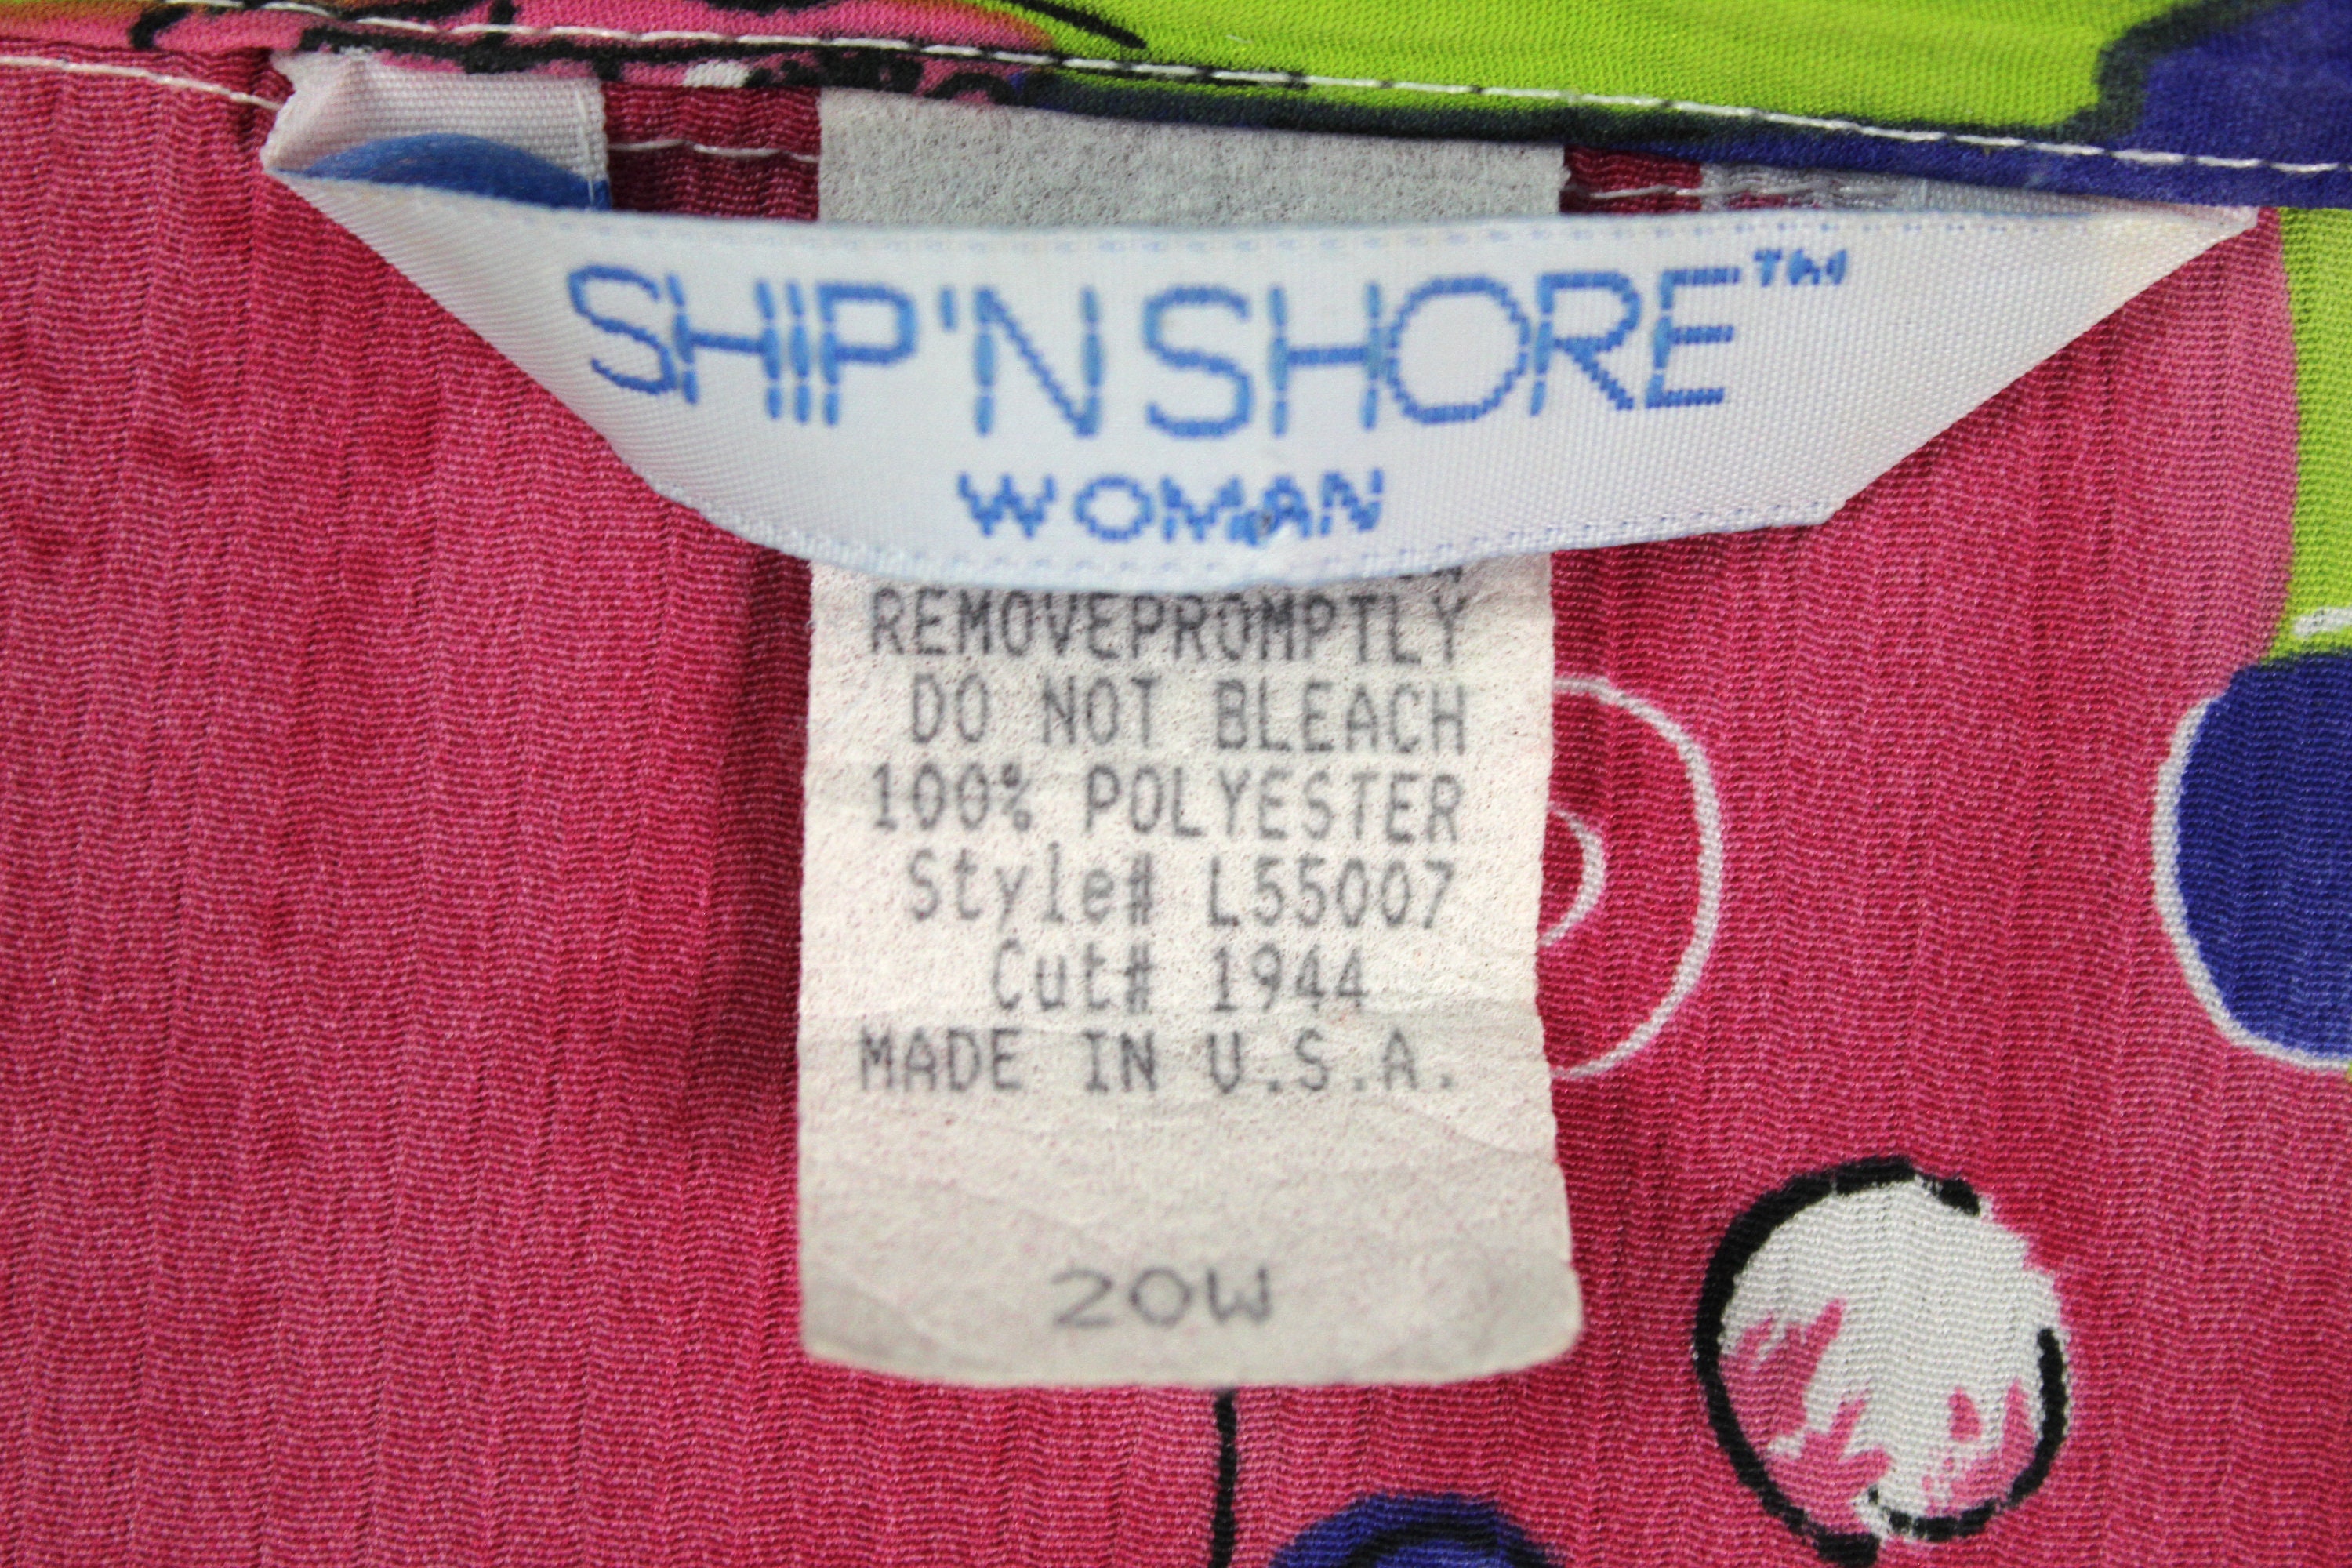 SHIP'N SHORE™
WOMAN
REMOVEPROMPTLY
DO NOT BLEACH
100% POLYESTER
Style# L55007
Cut# 1944
MADE IN U.S.A.
20W